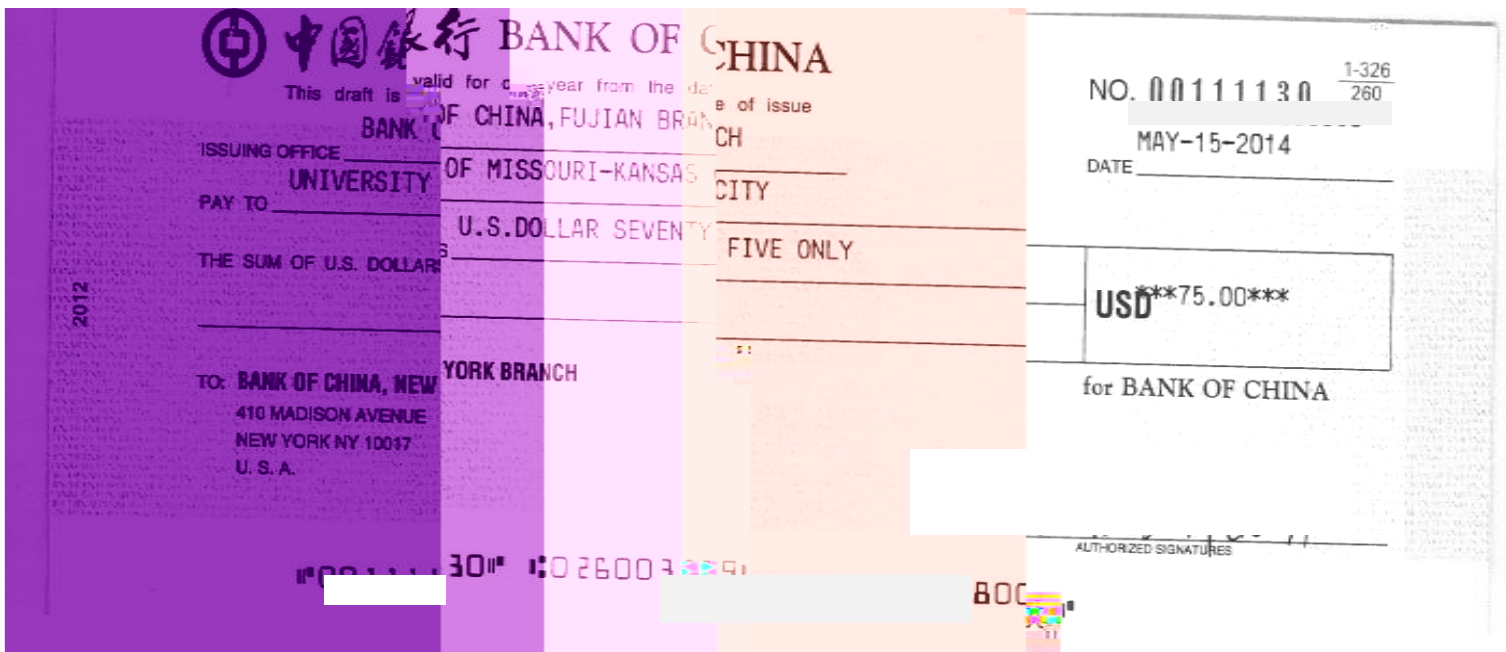 中国銀行 BANK OF CHINA
This draft is valid for one year from the date of issue
NO. 00111130 1-326/260
BANK OF CHINA,FUJIAN BRANCH
ISSUING OFFICE
MAY-15-2014
DATE
UNIVERSITY OF MISSOURI-KANSAS CITY
PAY TO
U.S.DOLLAR SEVENTY FIVE ONLY
THE SUM OF U.S. DOLLARS
2012
USD***75.00***
TO: BANK OF CHINA, NEW YORK BRANCH
for BANK OF CHINA
410 MADISON AVENUE
NEW YORK NY 10017
U. S. A.
AUTHORIZED SIGNATURES